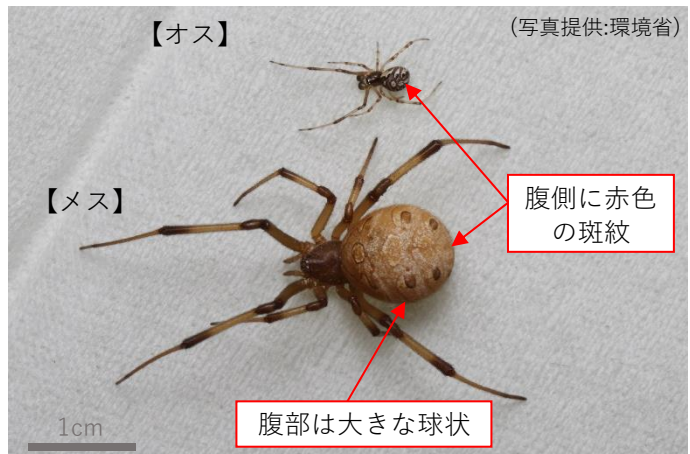 【オス】
(写真提供:環境省)
【メス】
腹側に赤色
の斑紋
腹部は大きな球状
1cm